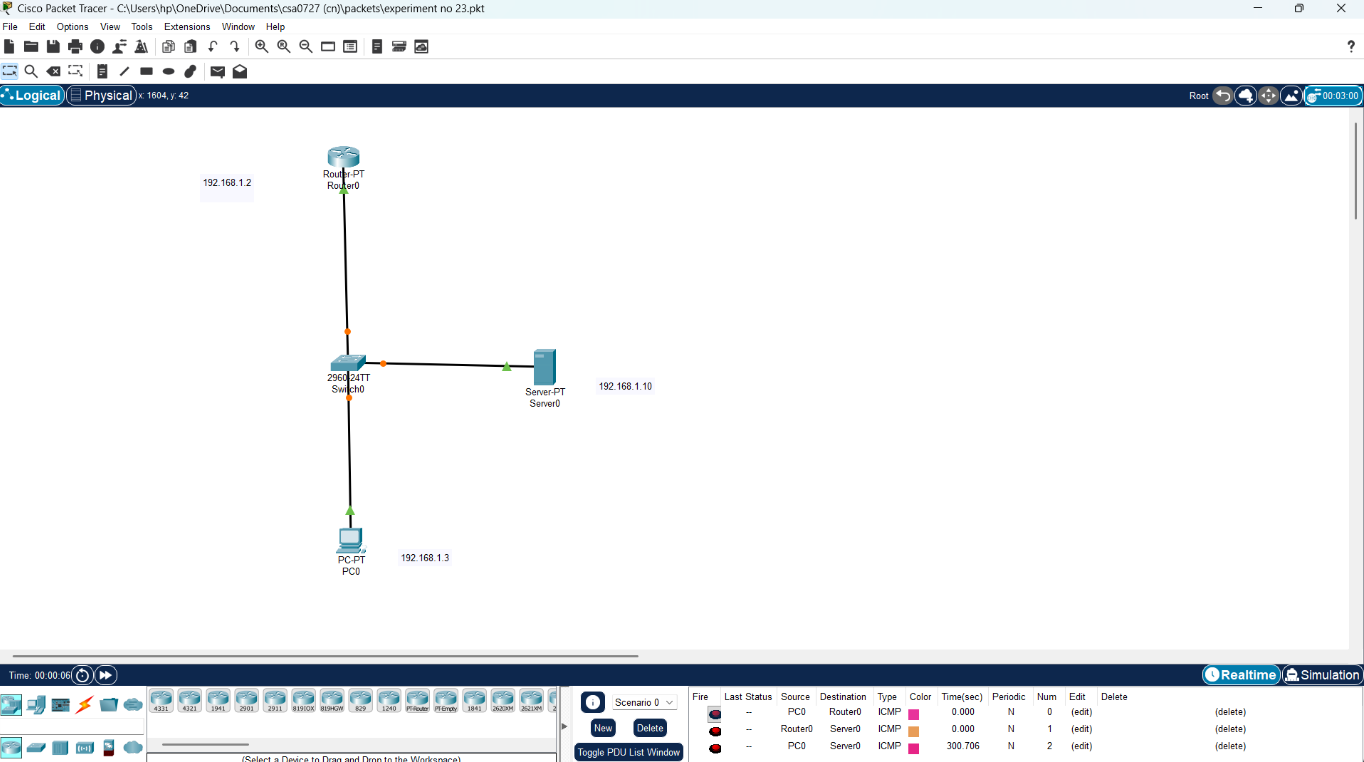 Cisco Packet Tracer - C:\Users\hp\OneDrive\Documents\csa0727 (cn)\packets\experiment no 23.pkt
File Edit Options View Tools Extensions Window Help
?
Logical Physical x: 1604, y: 42 Root 00:03:00
192.168.1.2
Router-PT
Router0
2960-24TT
Switch0
Server-PT
Server0
192.168.1.10
PC-PT
PC0
192.168.1.3
Time: 00:00:06 Realtime Simulation
4331 4321 1941 2901 2911 819IOX 819HGW 829 1240 PT-Router PT-Empty 1841 2620XM 2621XM
(Select a Device to Drag and Drop to the Workspace)
Scenario 0
New Delete
Toggle PDU List Window
Fire Last Status Source Destination Type Color Time(sec) Periodic Num Edit Delete
-- PC0 Router0 ICMP 0.000 N 0 (edit) (delete)
-- Router0 Server0 ICMP 0.000 N 1 (edit) (delete)
-- PC0 Server0 ICMP 300.706 N 2 (edit) (delete)